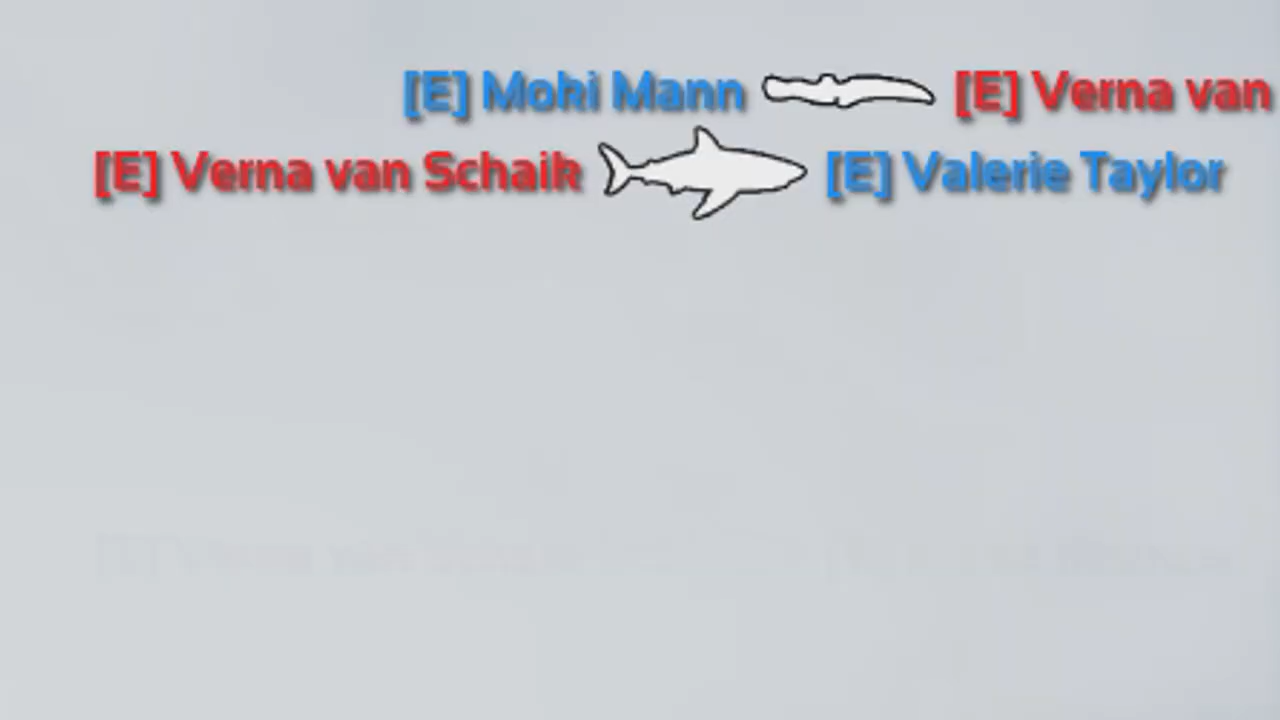 [E] Mohi Mann [E] Verna van
[E] Verna van Schaik [E] Valerie Taylor